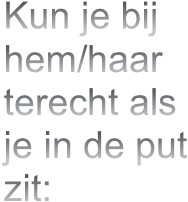 Kun je bij
hem/haar
terecht als
je in de put
zit: